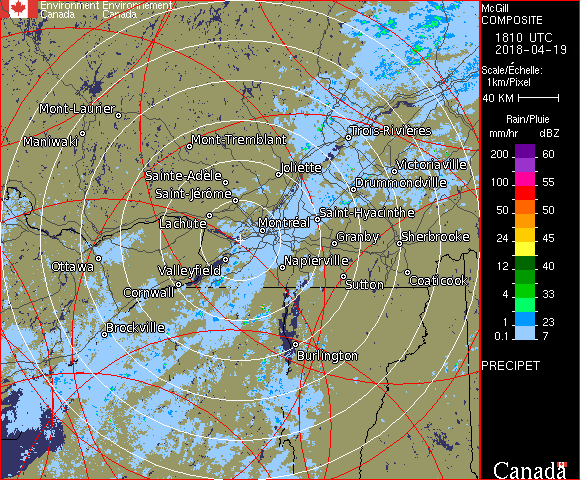 Environment Environnement
Canada Canada
McGill
COMPOSITE
1810 UTC
2018-04-19
Scale/Échelle:
1km/Pixel
40 KM
Rain/Pluie
mm/hr dBZ
200 60
100 55
50 50
24 45
12 40
4 33
1 23
0.1 7
PRECIPET
Mont-Laurier
Maniwaki
Mont-Tremblant
Trois-Rivières
Joliette
Victoriaville
Sainte-Adèle
Drummondville
Saint-Jérôme
Lachute
Saint-Hyacinthe
Montréal
Granby
Sherbrooke
Ottawa
Valleyfield
Napierville
Cornwall
Sutton
Coaticook
Brockville
Burlington
Canada